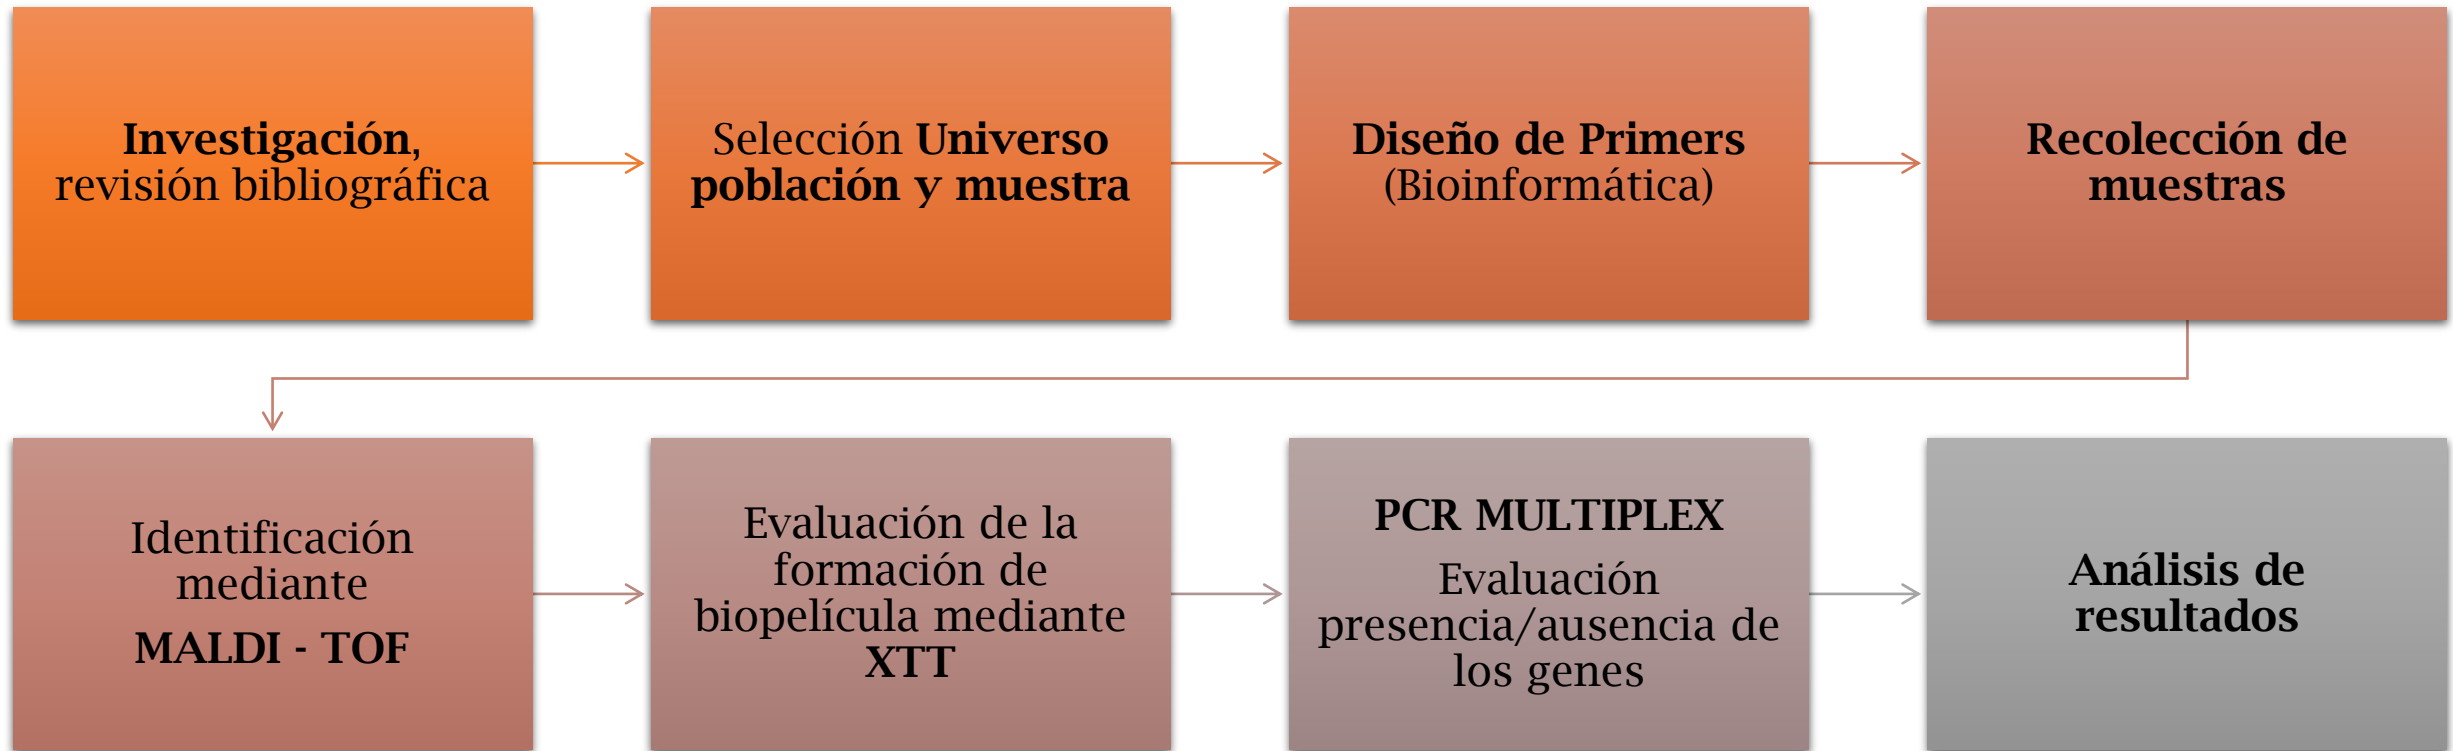 Investigación,
revisión bibliográfica
Selección Universo
población y muestra
Diseño de Primers
(Bioinformática)
Recolección de
muestras
Identificación
mediante
MALDI - TOF
Evaluación de la
formación de
biopelícula mediante
XTT
PCR MULTIPLEX
Evaluación
presencia/ausencia de
los genes
Análisis de
resultados